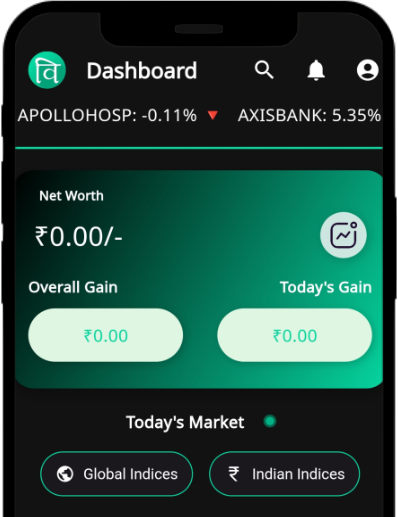 वि Dashboard
APOLLOHOSP: -0.11% AXISBANK: 5.35%
Net Worth
₹0.00/-
Overall Gain Today's Gain
₹0.00 ₹0.00
Today's Market
Global Indices ₹ Indian Indices